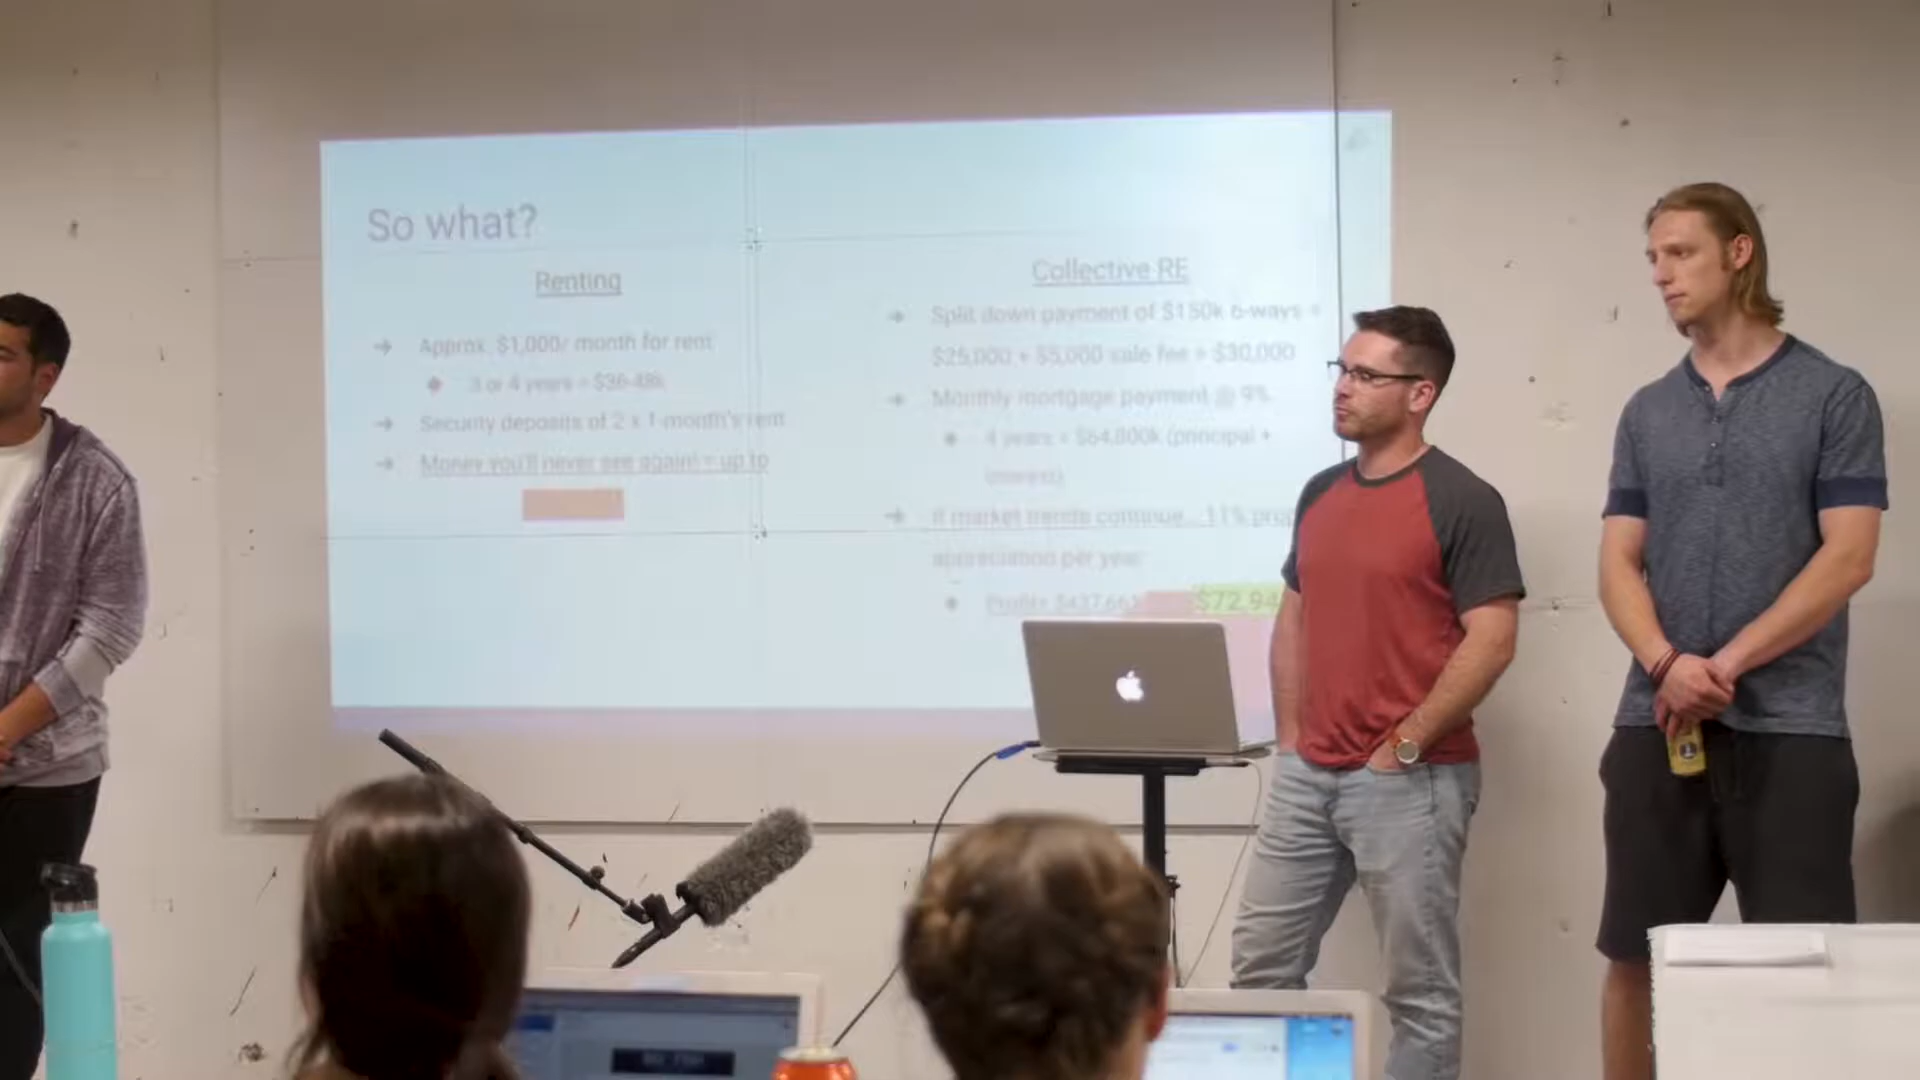 So what?
Renting
→ Approx. $1,000/ month for rent
◆ 3 or 4 years = $36-48k
→ Security deposits of 2 x 1-month's rent
→ Money you'll never see again! = up to
Collective RE
→ Split down payment of $150k 6-ways =
$25,000 + $5,000 sale fee = $30,000
→ Monthly mortgage payment @ 9%
◆ 4 years = $64,800k (principal +
interest)
→ If market trends continue... 11% prop
appreciation per year
◆ Profit= $437,665
$72,94